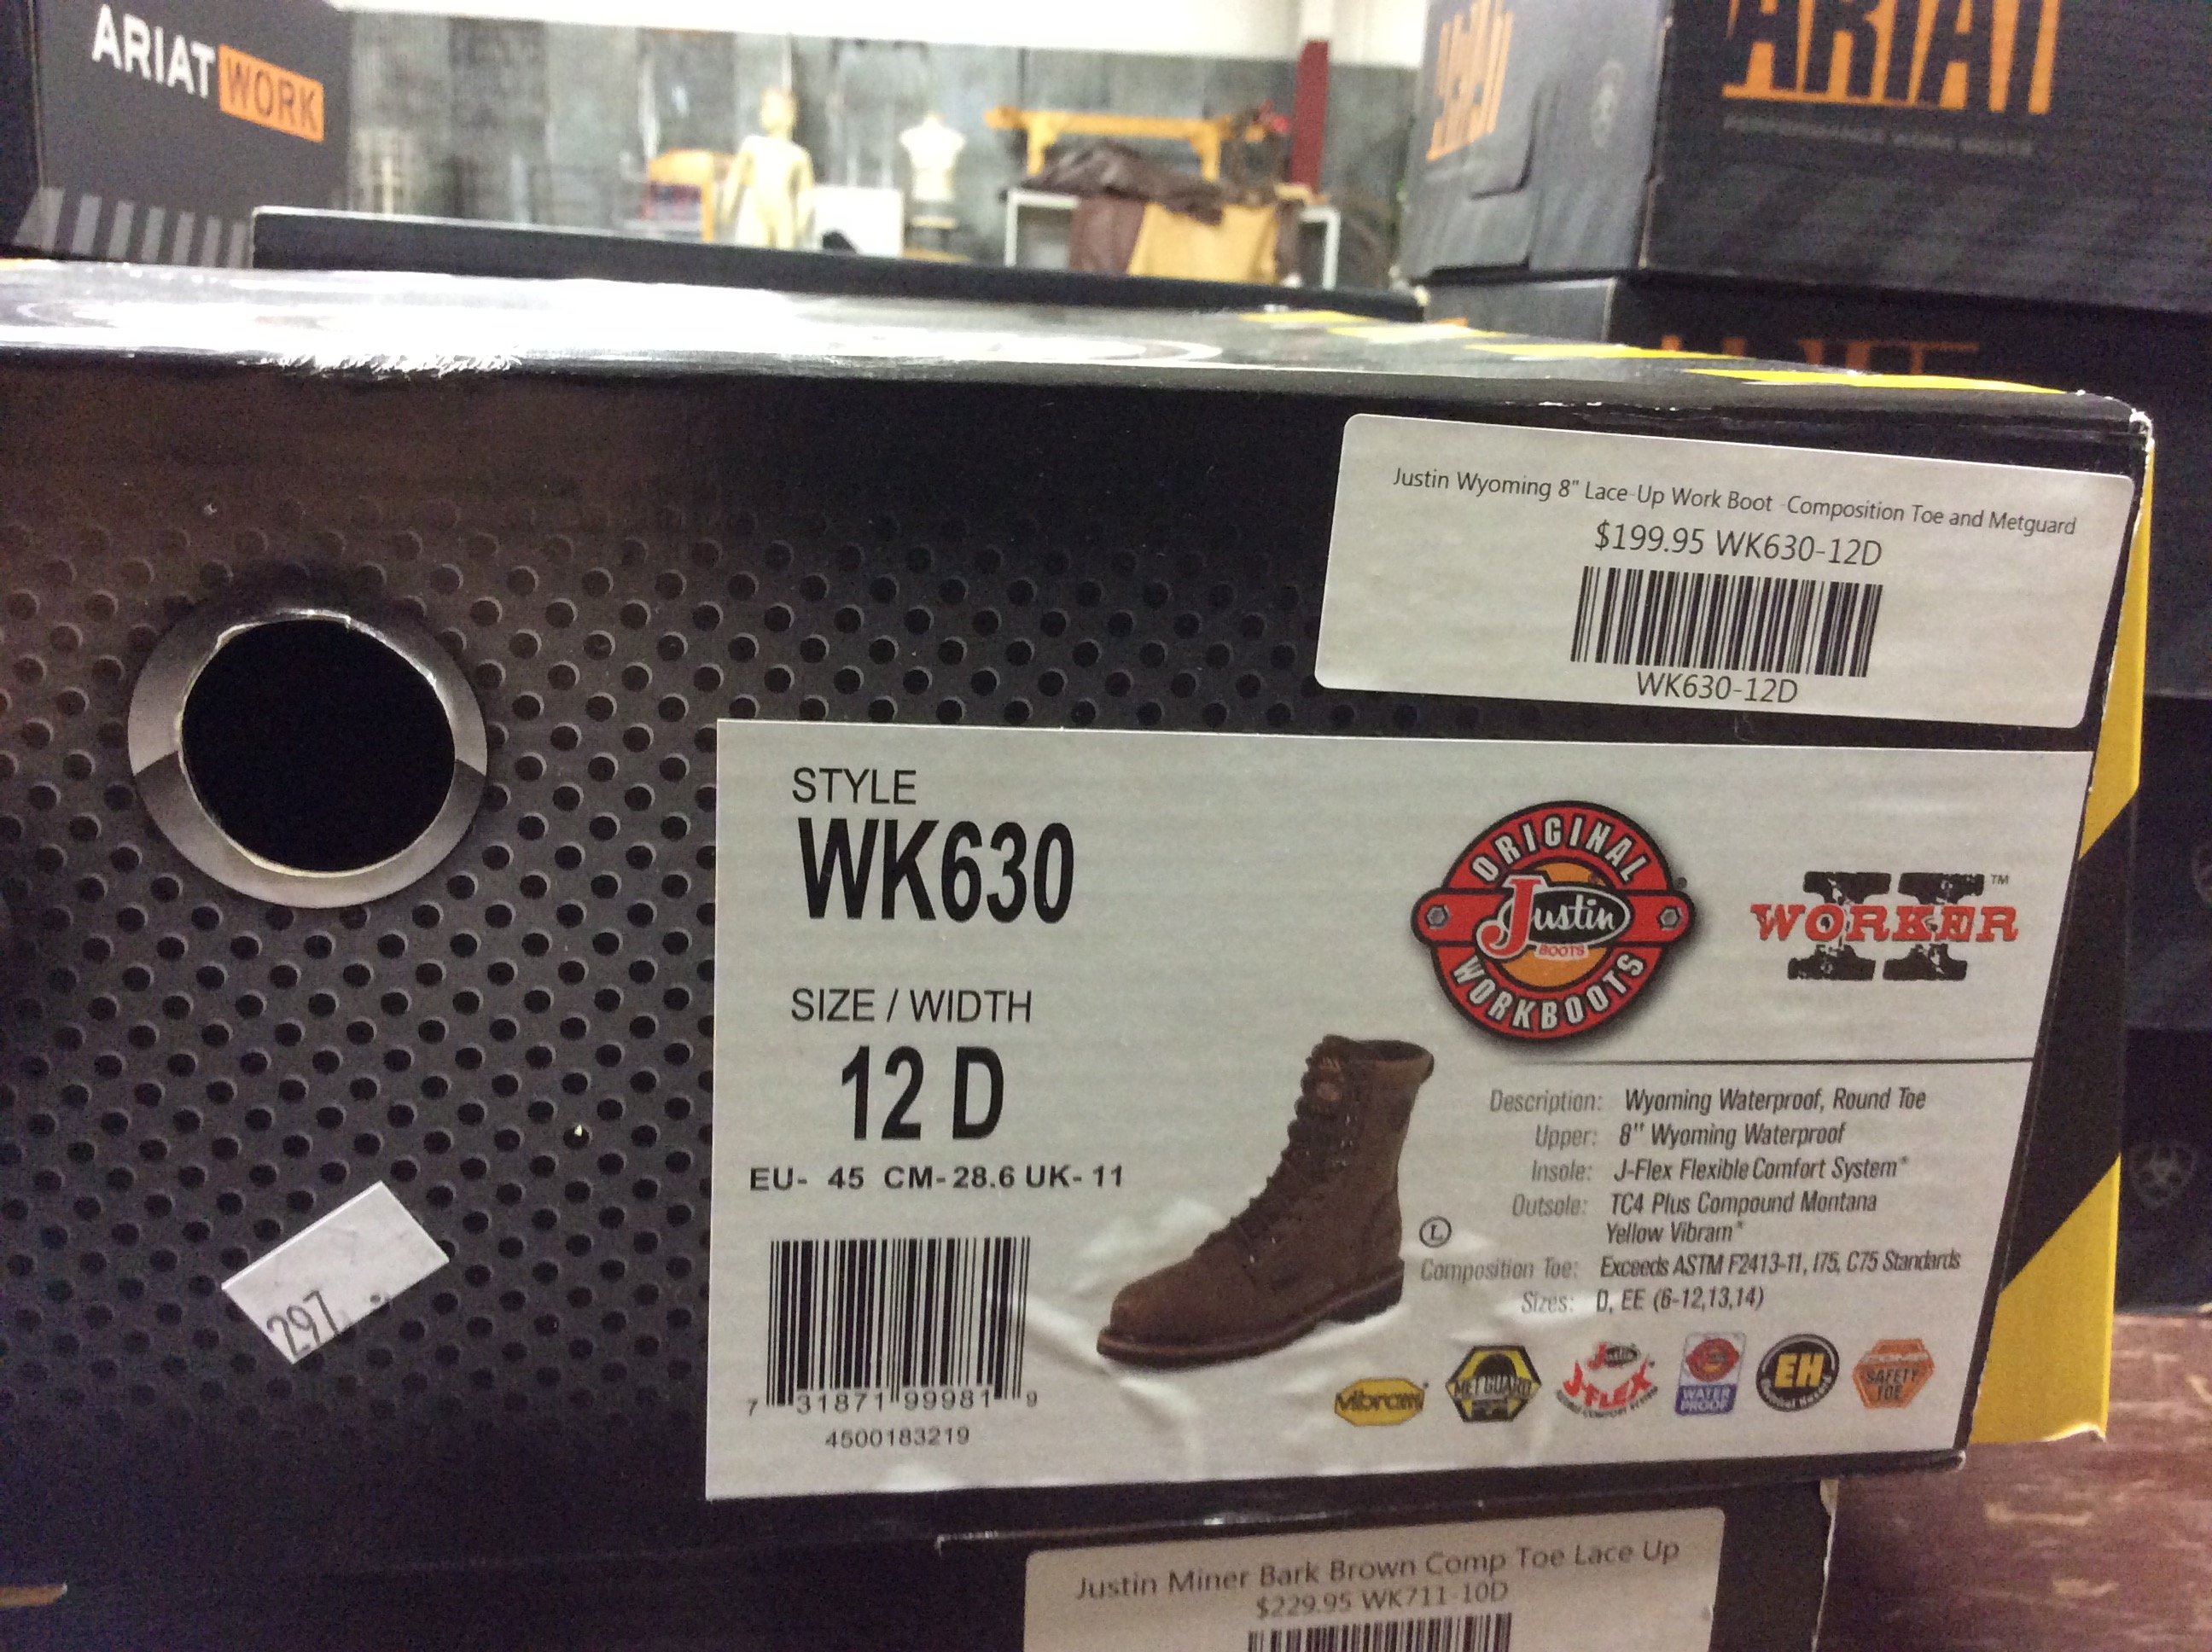 ARIAT WORK
ARIAT
Justin Wyoming 8" Lace-Up Work Boot -Composition Toe and Metguard
$199.95 WK630-12D
WK630-12D
STYLE
WK630
SIZE / WIDTH
12 D
EU- 45 CM-28.6 UK-11
7 31871 99981 9
4500183219
ORIGINAL
Justin
BOOTS
WORKBOOTS
WORKER II™
Description: Wyoming Waterproof, Round Toe
Upper: 8" Wyoming Waterproof
Insole: J-Flex Flexible Comfort System®
Outsole: TC4 Plus Compound Montana
Yellow Vibram®
L
Composition Toe: Exceeds ASTM F2413-11, I75, C75 Standards
Sizes: D, EE (6-12,13,14)
vibram
MET GUARD
Justin
J-FLEX
WATER
PROOF
EH
SAFETY
TOE
297
Justin Miner Bark Brown Comp Toe Lace Up
$229.95 WK711-10D